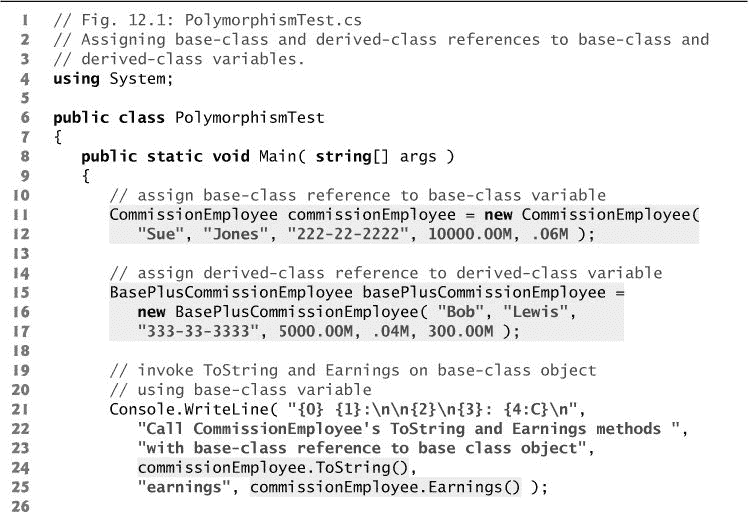 1 // Fig. 12.1: PolymorphismTest.cs
2 // Assigning base-class and derived-class references to base-class and
3 // derived-class variables.
4 using System;
5
6 public class PolymorphismTest
7 {
8 public static void Main( string[] args )
9 {
10 // assign base-class reference to base-class variable
11 CommissionEmployee commissionEmployee = new CommissionEmployee(
12 "Sue", "Jones", "222-22-2222", 10000.00M, .06M );
13
14 // assign derived-class reference to derived-class variable
15 BasePlusCommissionEmployee basePlusCommissionEmployee =
16 new BasePlusCommissionEmployee( "Bob", "Lewis",
17 "333-33-3333", 5000.00M, .04M, 300.00M );
18
19 // invoke ToString and Earnings on base-class object
20 // using base-class variable
21 Console.WriteLine( "{0} {1}:\n\n{2}\n{3}: {4:C}\n",
22 "Call CommissionEmployee's ToString and Earnings methods ",
23 "with base-class reference to base class object",
24 commissionEmployee.ToString(),
25 "earnings", commissionEmployee.Earnings() );
26